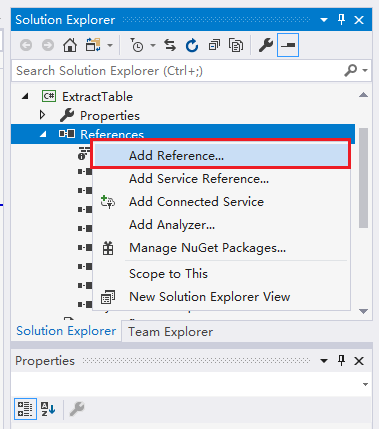 Solution Explorer
Search Solution Explorer (Ctrl+;)
C# ExtractTable
Properties
References
Add Reference...
Add Service Reference...
Add Connected Service
Add Analyzer...
Manage NuGet Packages...
Scope to This
New Solution Explorer View
Solution Explorer Team Explorer
Properties